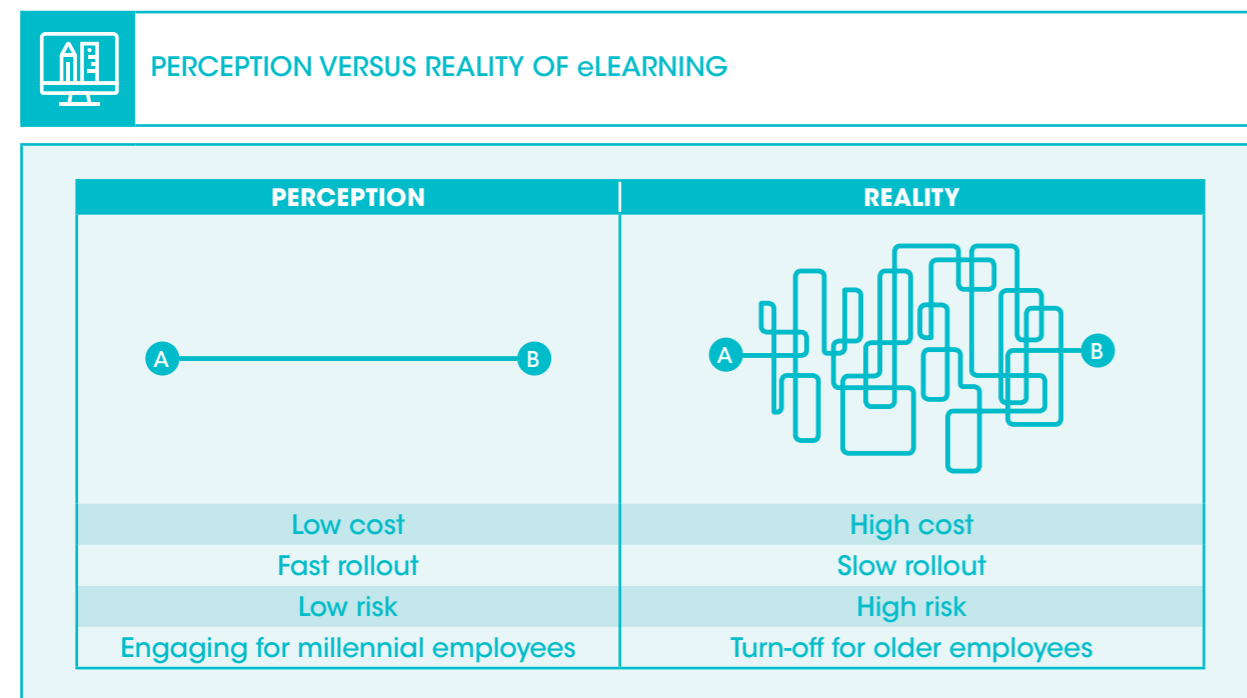 PERCEPTION VERSUS REALITY OF eLEARNING
PERCEPTION
REALITY
A
B
A
B
Low cost
High cost
Fast rollout
Slow rollout
Low risk
High risk
Engaging for millennial employees
Turn-off for older employees